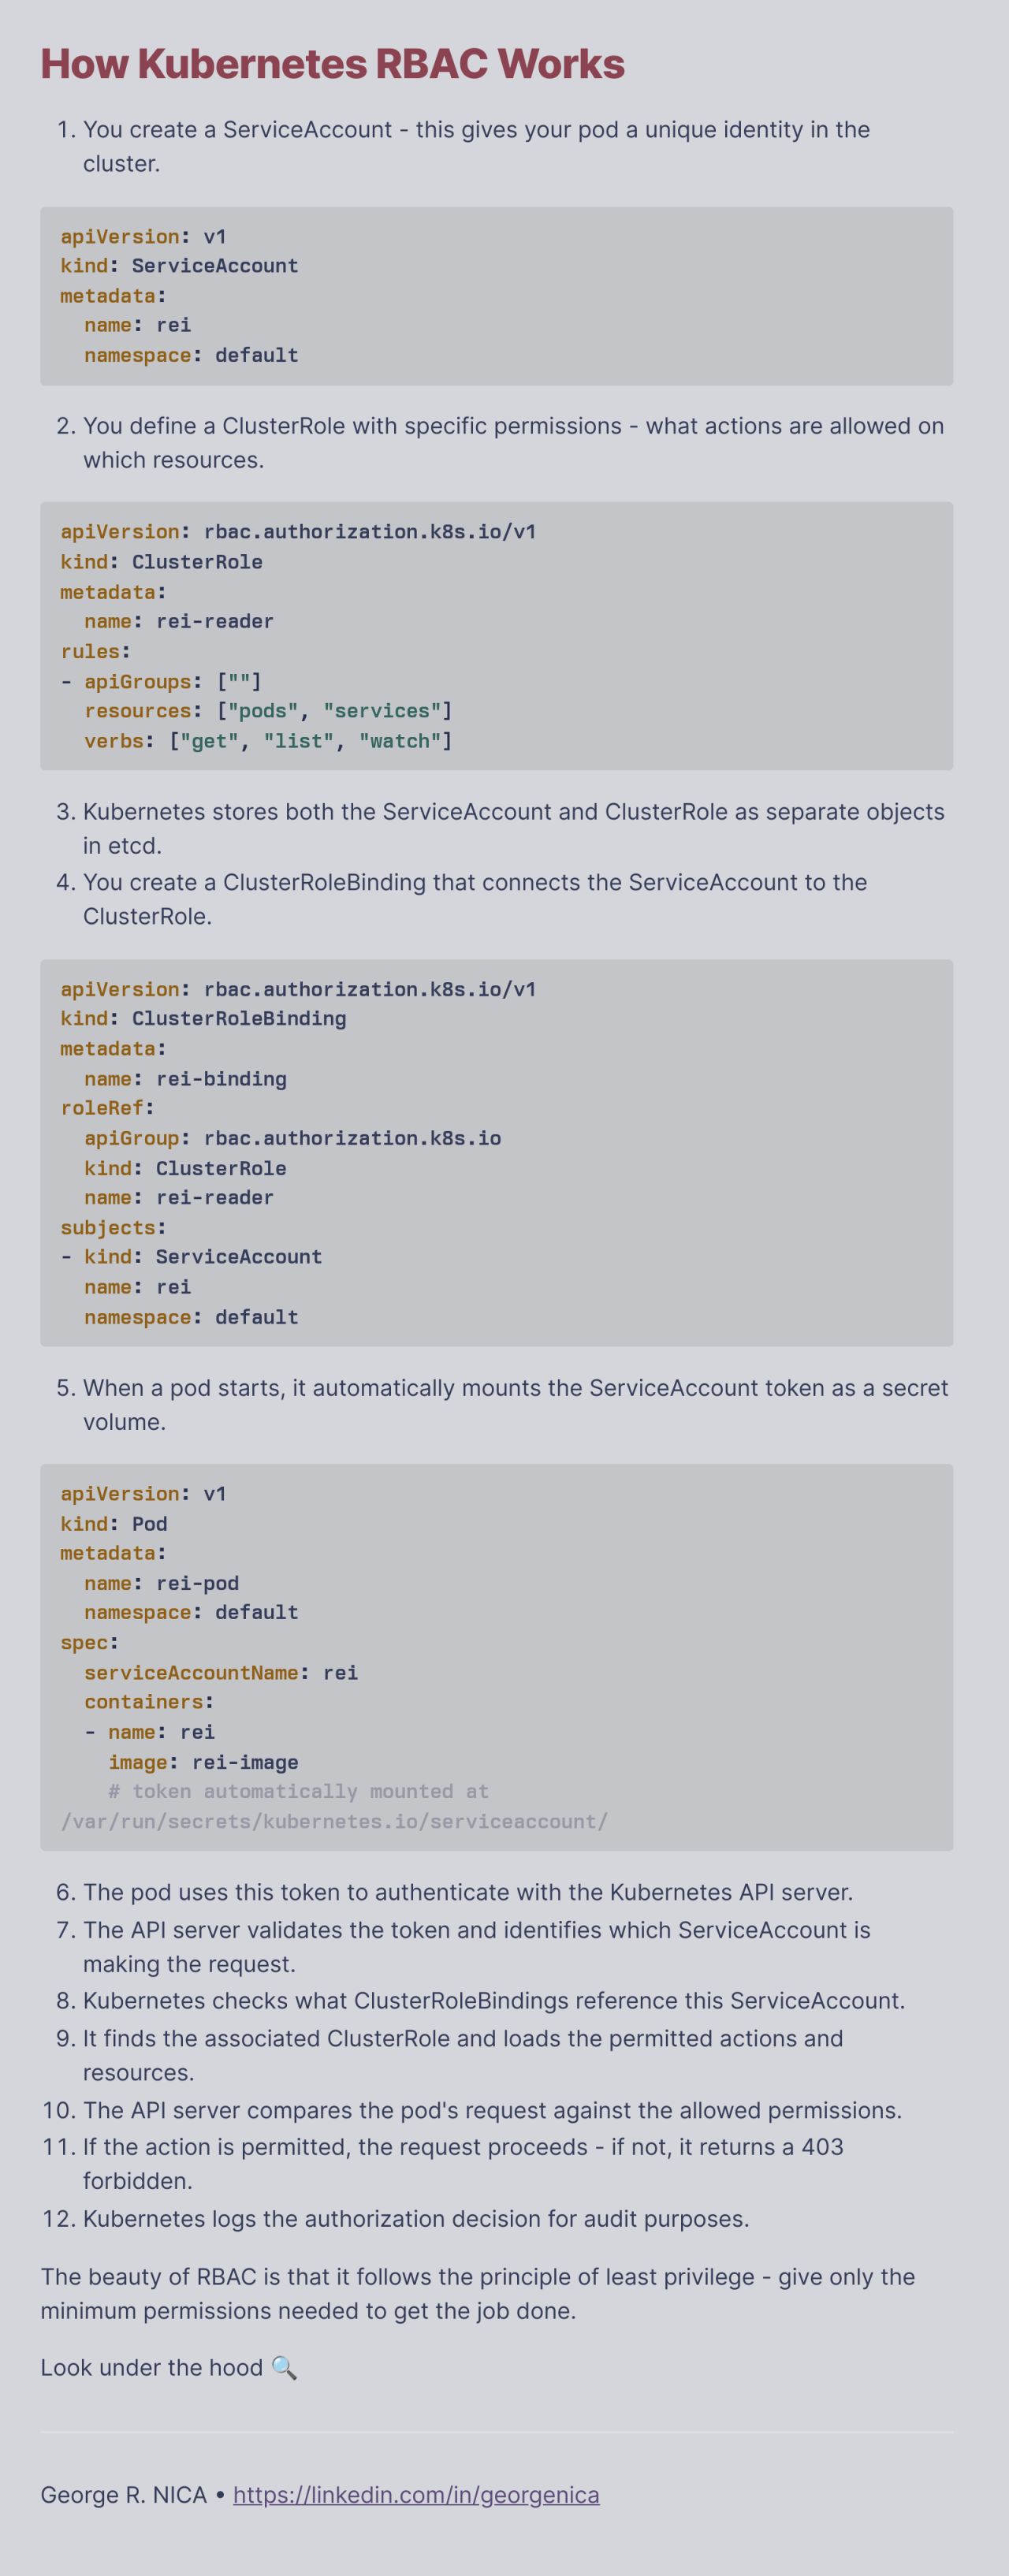 How Kubernetes RBAC Works
1. You create a ServiceAccount - this gives your pod a unique identity in the
cluster.
apiVersion: v1
kind: ServiceAccount
metadata:
  name: rei
  namespace: default
2. You define a ClusterRole with specific permissions - what actions are allowed on
which resources.
apiVersion: rbac.authorization.k8s.io/v1
kind: ClusterRole
metadata:
  name: rei-reader
rules:
- apiGroups: [""]
  resources: ["pods", "services"]
  verbs: ["get", "list", "watch"]
3. Kubernetes stores both the ServiceAccount and ClusterRole as separate objects
in etcd.
4. You create a ClusterRoleBinding that connects the ServiceAccount to the
ClusterRole.
apiVersion: rbac.authorization.k8s.io/v1
kind: ClusterRoleBinding
metadata:
  name: rei-binding
roleRef:
  apiGroup: rbac.authorization.k8s.io
  kind: ClusterRole
  name: rei-reader
subjects:
- kind: ServiceAccount
  name: rei
  namespace: default
5. When a pod starts, it automatically mounts the ServiceAccount token as a secret
volume.
apiVersion: v1
kind: Pod
metadata:
  name: rei-pod
  namespace: default
spec:
  serviceAccountName: rei
  containers:
  - name: rei
    image: rei-image
    # token automatically mounted at
/var/run/secrets/kubernetes.io/serviceaccount/
6. The pod uses this token to authenticate with the Kubernetes API server.
7. The API server validates the token and identifies which ServiceAccount is
making the request.
8. Kubernetes checks what ClusterRoleBindings reference this ServiceAccount.
9. It finds the associated ClusterRole and loads the permitted actions and
resources.
10. The API server compares the pod's request against the allowed permissions.
11. If the action is permitted, the request proceeds - if not, it returns a 403
forbidden.
12. Kubernetes logs the authorization decision for audit purposes.
The beauty of RBAC is that it follows the principle of least privilege - give only the
minimum permissions needed to get the job done.
Look under the hood 🔍
George R. NICA • https://linkedin.com/in/georgenica